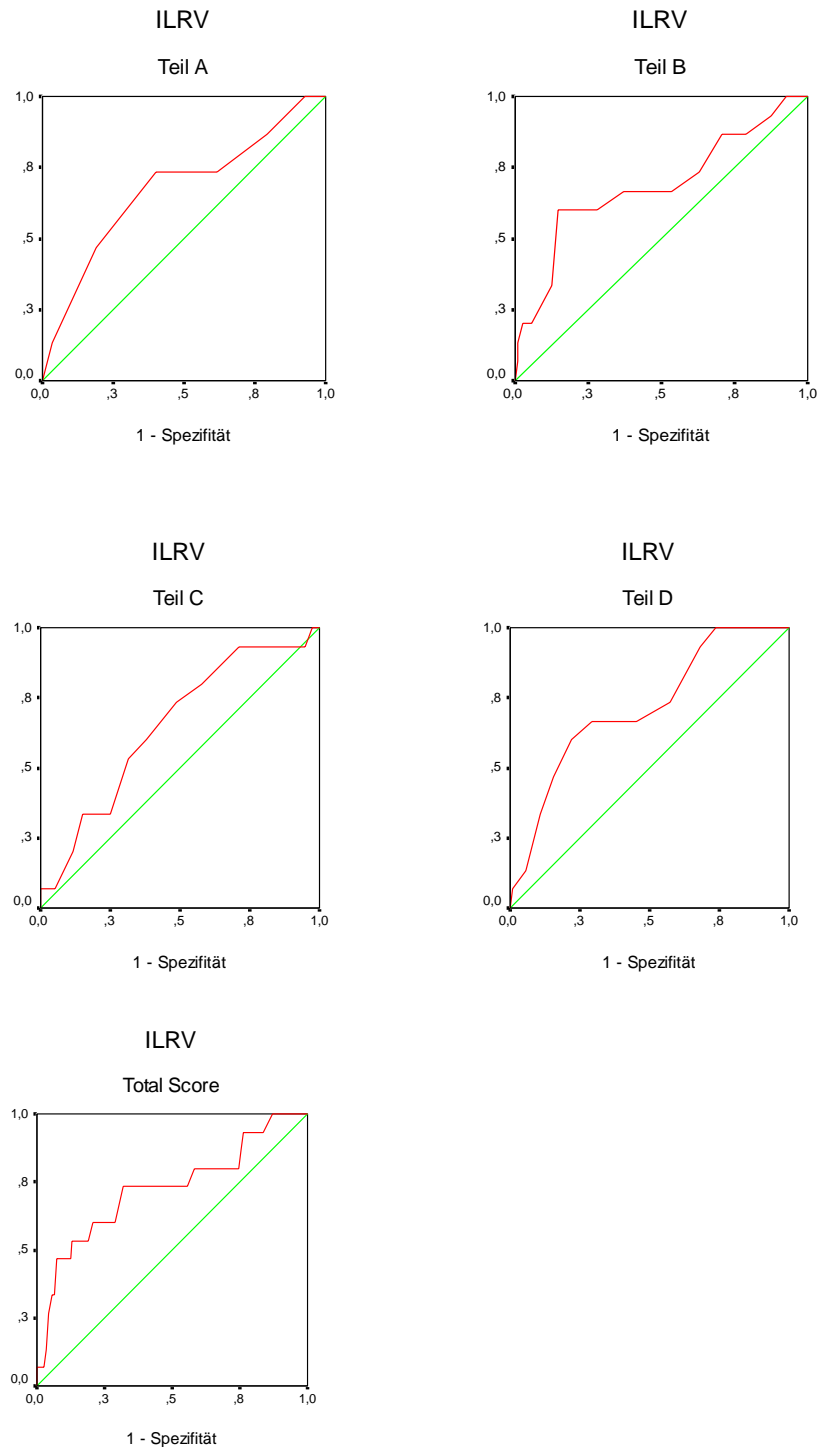 ILRV
Teil A
1,0
,8
,5
,3
0,0
0,0 ,3 ,5 ,8 1,0
1 - Spezifität
ILRV
Teil B
1,0
,8
,5
,3
0,0
0,0 ,3 ,5 ,8 1,0
1 - Spezifität
ILRV
Teil C
1,0
,8
,5
,3
0,0
0,0 ,3 ,5 ,8 1,0
1 - Spezifität
ILRV
Teil D
1,0
,8
,5
,3
0,0
0,0 ,3 ,5 ,8 1,0
1 - Spezifität
ILRV
Total Score
1,0
,8
,5
,3
0,0
0,0 ,3 ,5 ,8 1,0
1 - Spezifität